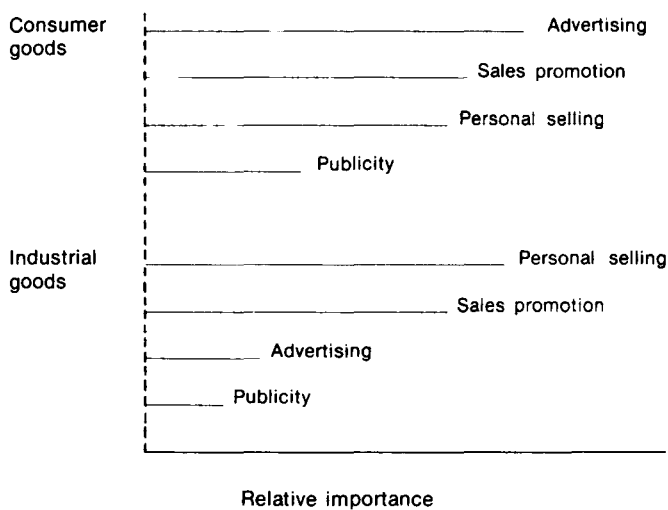 Consumer
goods
Advertising
Sales promotion
Personal selling
Publicity
Industrial
goods
Personal selling
Sales promotion
Advertising
Publicity
Relative importance